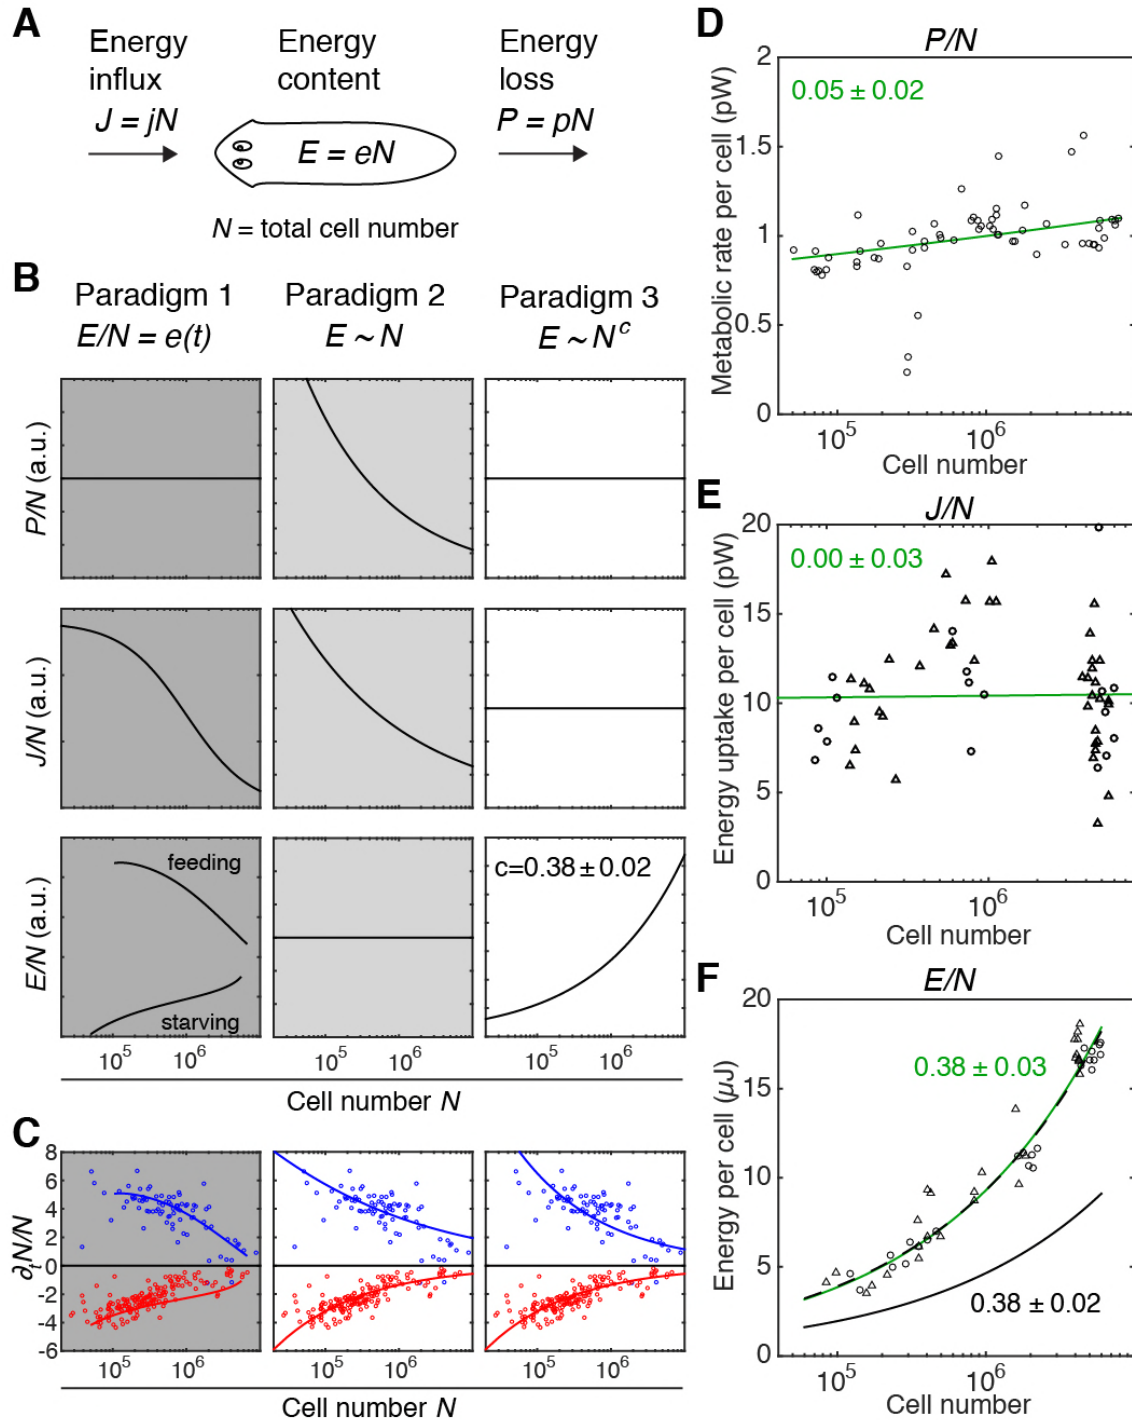 A
Energy influx
J = jN
Energy content
E = eN
Energy loss
P = pN
N = total cell number
B
Paradigm 1
E/N = e(t)
Paradigm 2
E ~ N
Paradigm 3
E ~ N^c
P/N (a.u.)
J/N (a.u.)
E/N (a.u.)
feeding
starving
c=0.38 ± 0.02
10^5 10^6 10^5 10^6 10^5 10^6
Cell number N
C
∂tN/N
8
6
4
2
0
-2
-4
-6
10^5 10^6 10^5 10^6 10^5 10^6
Cell number N
D
P/N
0.05 ± 0.02
Metabolic rate per cell (pW)
2
1.5
1
0.5
0
10^5 10^6
Cell number
E
J/N
0.00 ± 0.03
Energy uptake per cell (pW)
20
15
10
5
0
10^5 10^6
Cell number
F
E/N
0.38 ± 0.03
0.38 ± 0.02
Energy per cell (µJ)
20
15
10
5
0
10^5 10^6
Cell number